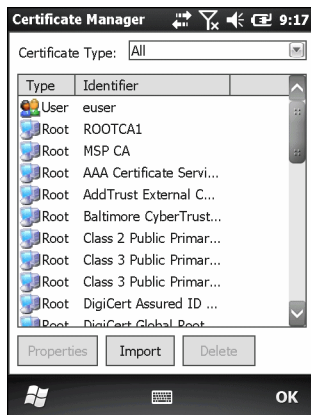 Certificate Manager 9:17
Certificate Type: All
Type Identifier
User euser
Root ROOTCA1
Root MSP CA
Root AAA Certificate Servi...
Root AddTrust External C...
Root Baltimore CyberTrust...
Root Class 2 Public Primar...
Root Class 3 Public Primar...
Root Class 3 Public Primar...
Root DigiCert Assured ID ...
Root DigiCert Global Root
Properties Import Delete
OK